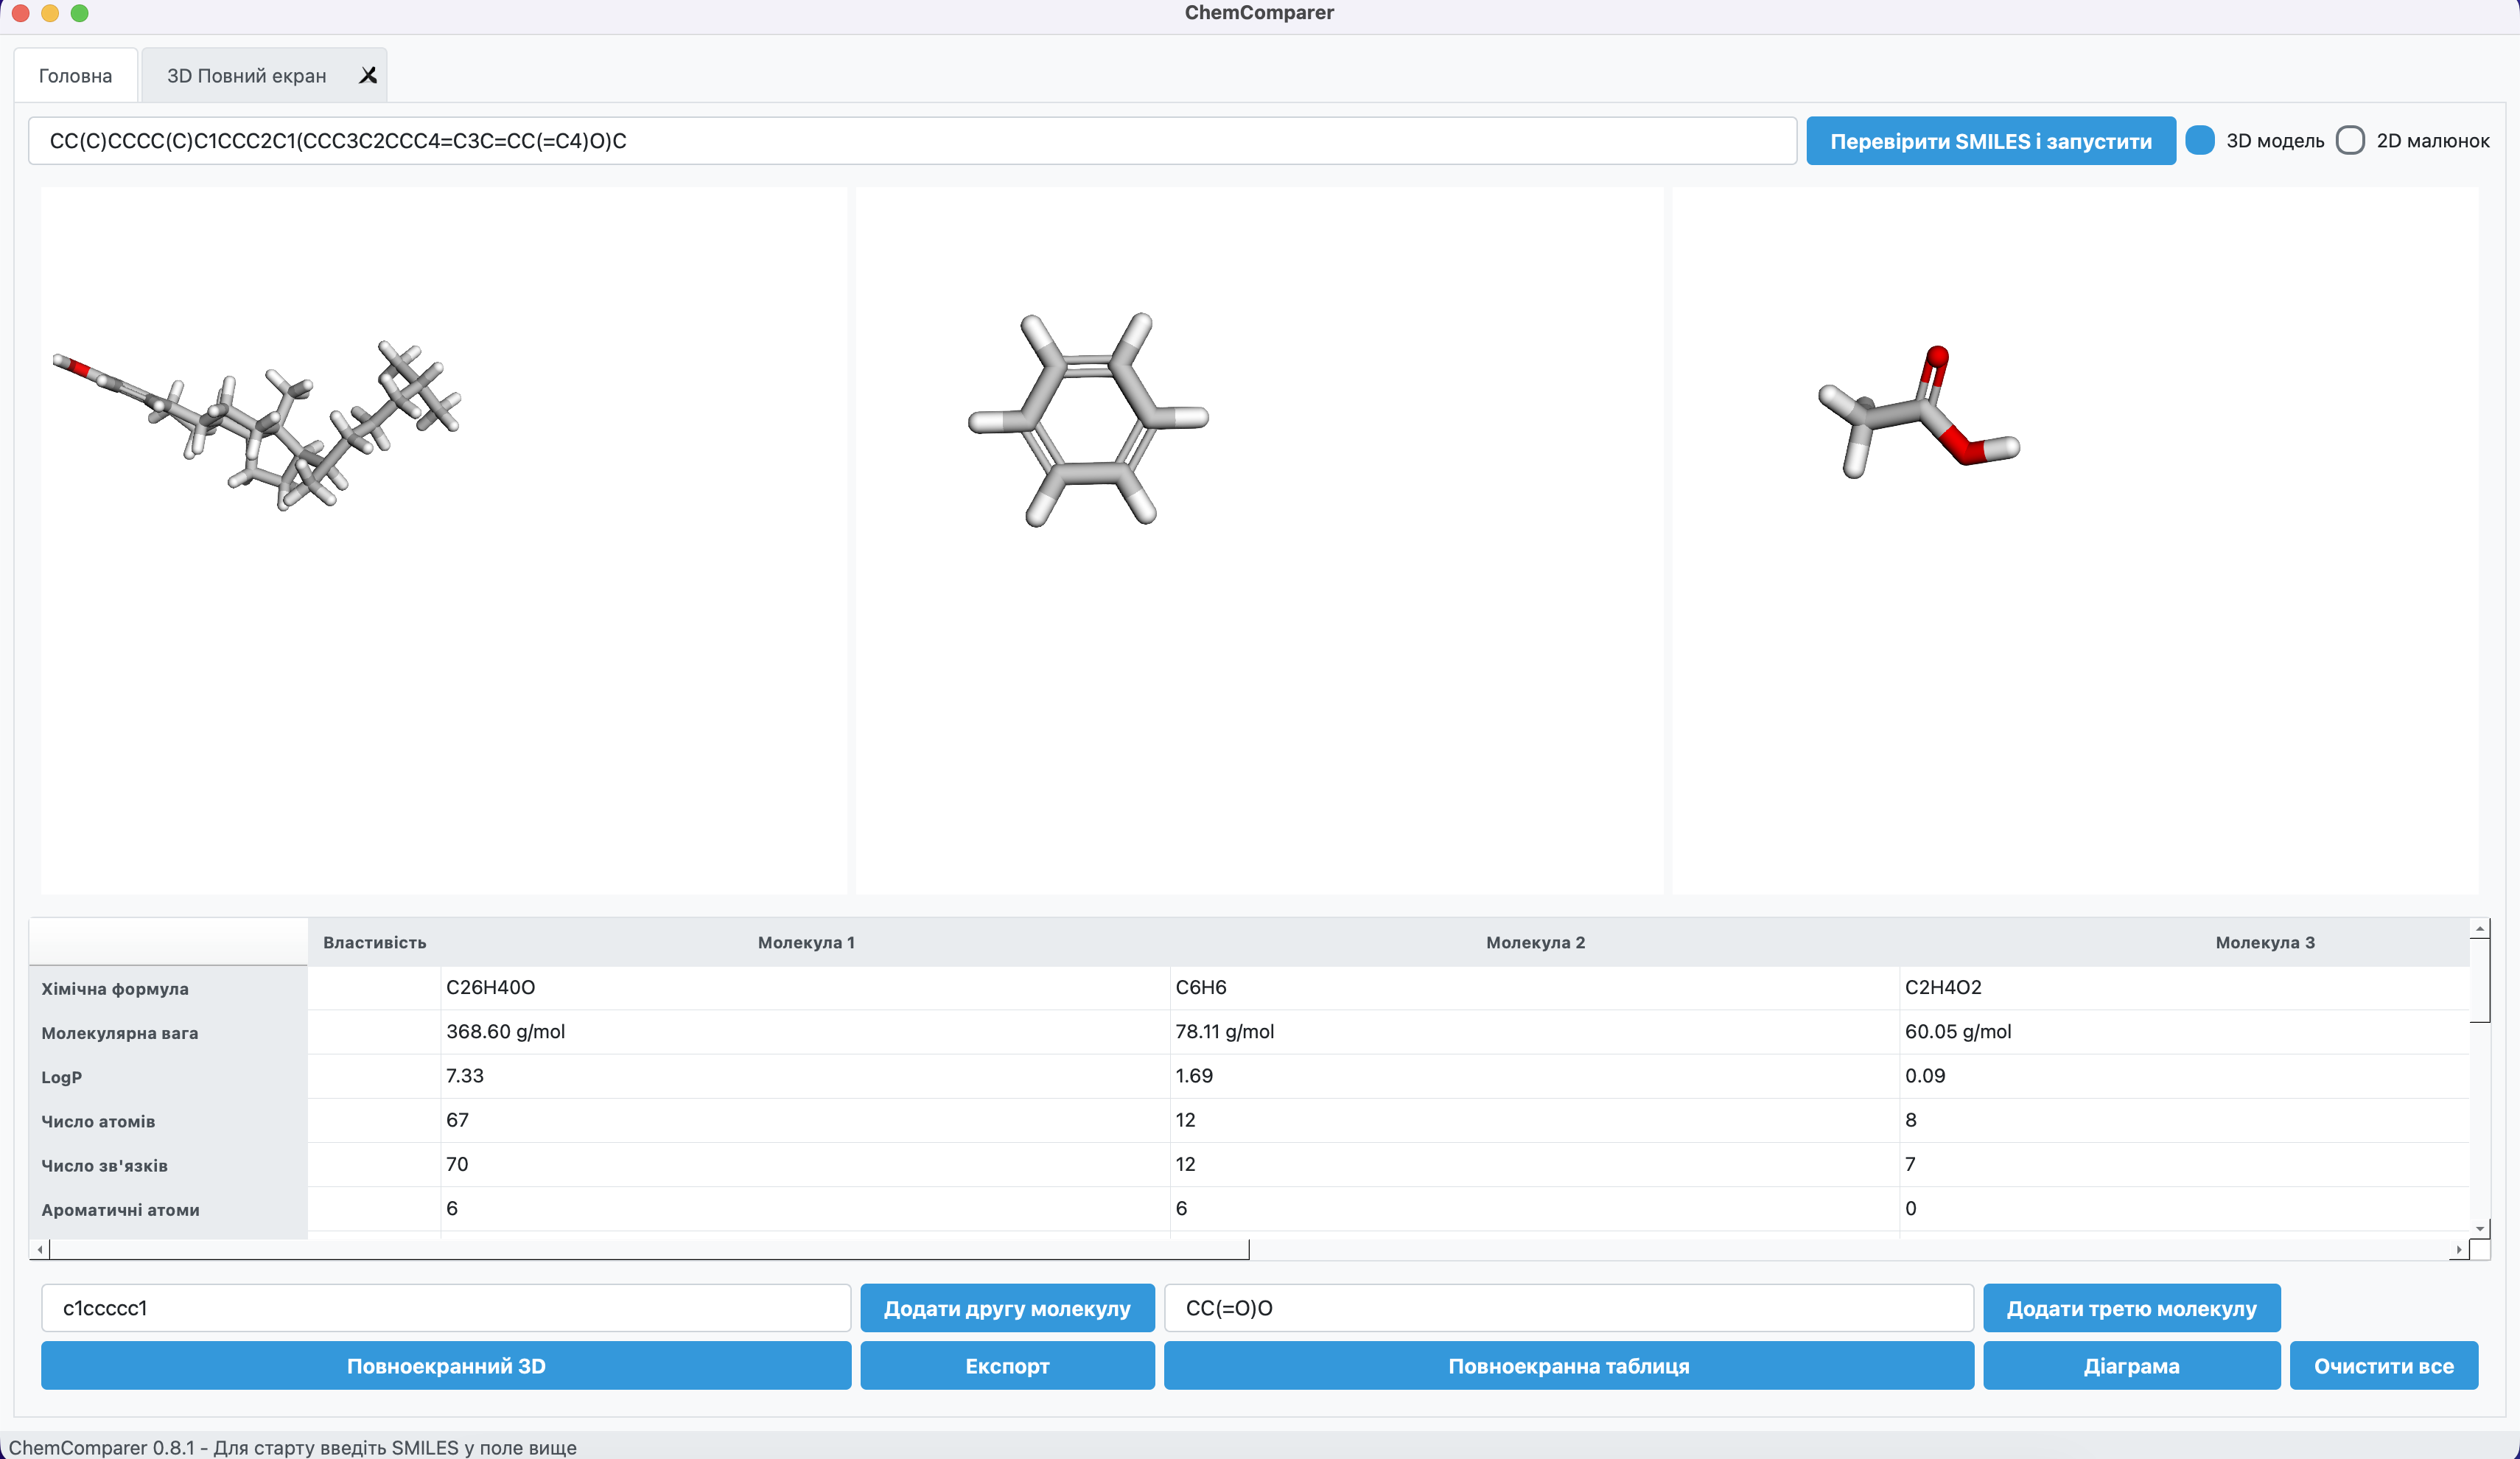 ChemComparer
Головна
3D Повний екран
CC(C)CCCC(C)C1CCC2C1(CCC3C2CCC4=C3C=CC(=C4)O)C
Перевірити SMILES і запустити
3D модель
2D малюнок
Властивість Молекула 1 Молекула 2 Молекула 3
Хімічна формула C26H40O C6H6 C2H4O2
Молекулярна вага 368.60 g/mol 78.11 g/mol 60.05 g/mol
LogP 7.33 1.69 0.09
Число атомів 67 12 8
Число зв'язків 70 12 7
Ароматичні атоми 6 6 0
c1ccccc1
Додати другу молекулу
CC(=O)O
Додати третю молекулу
Повноекранний 3D
Експорт
Повноекранна таблиця
Діаграма
Очистити все
ChemComparer 0.8.1 - Для старту введіть SMILES у поле вище